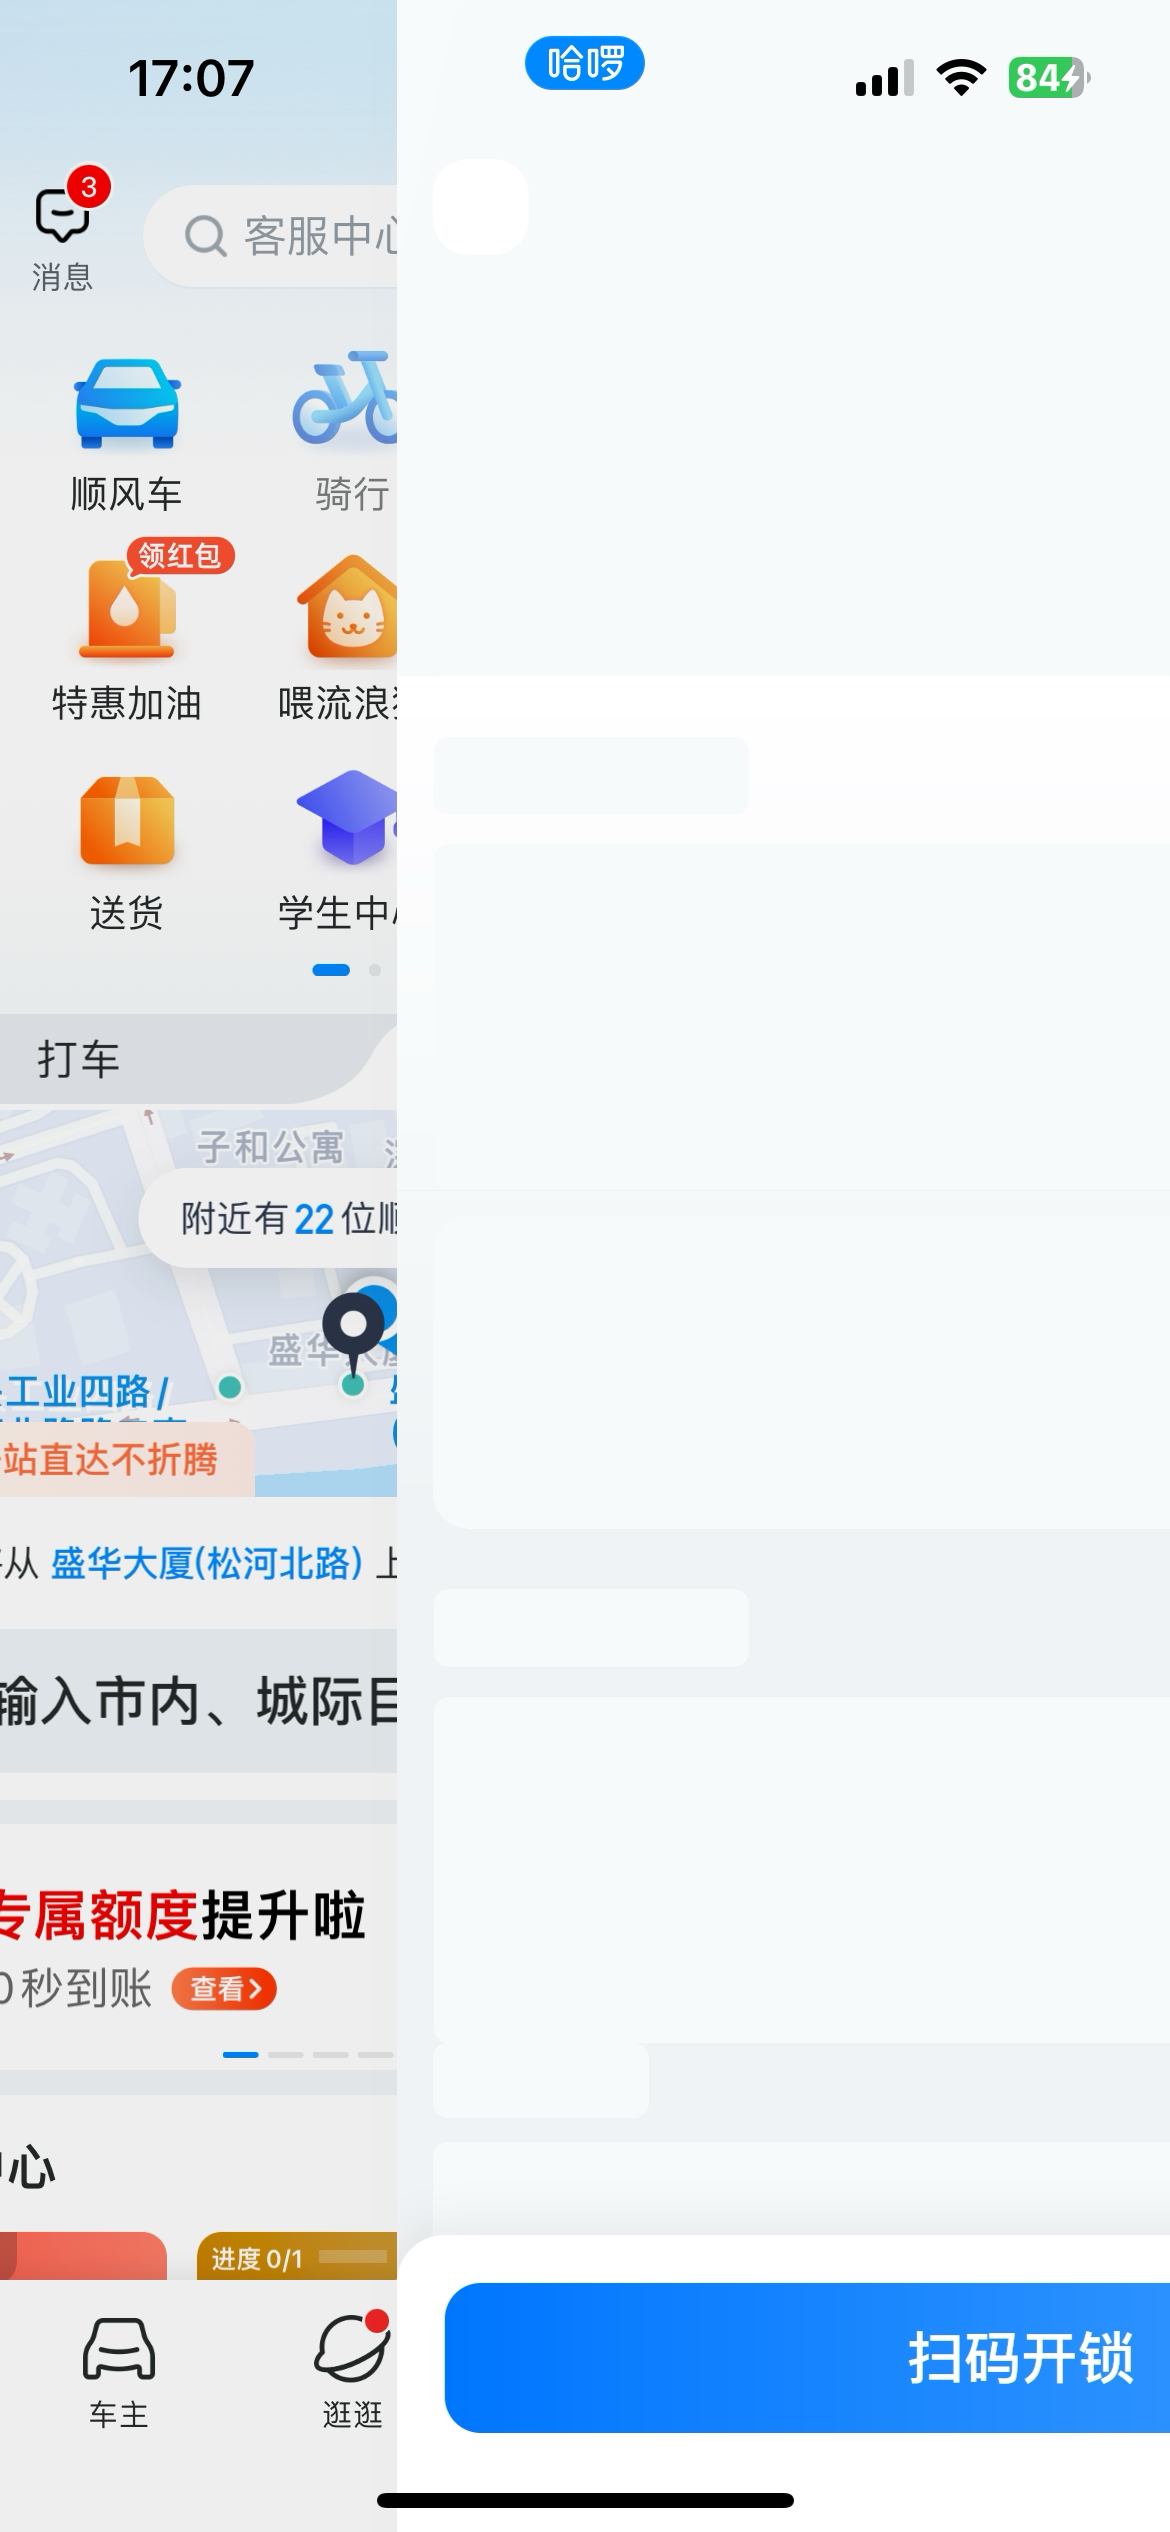 17:07
哈啰
84
3
消息
客服中心
顺风车
骑行
领红包
特惠加油
喂流浪
送货
学生中心
打车
子和公寓
附近有22位顺
盛华大厦
工业四路/
站直达不折腾
从 盛华大厦(松河北路) 上
输入市内、城际目
专属额度提升啦
0秒到账 查看
中心
进度 0/1
车主
逛逛
扫码开锁